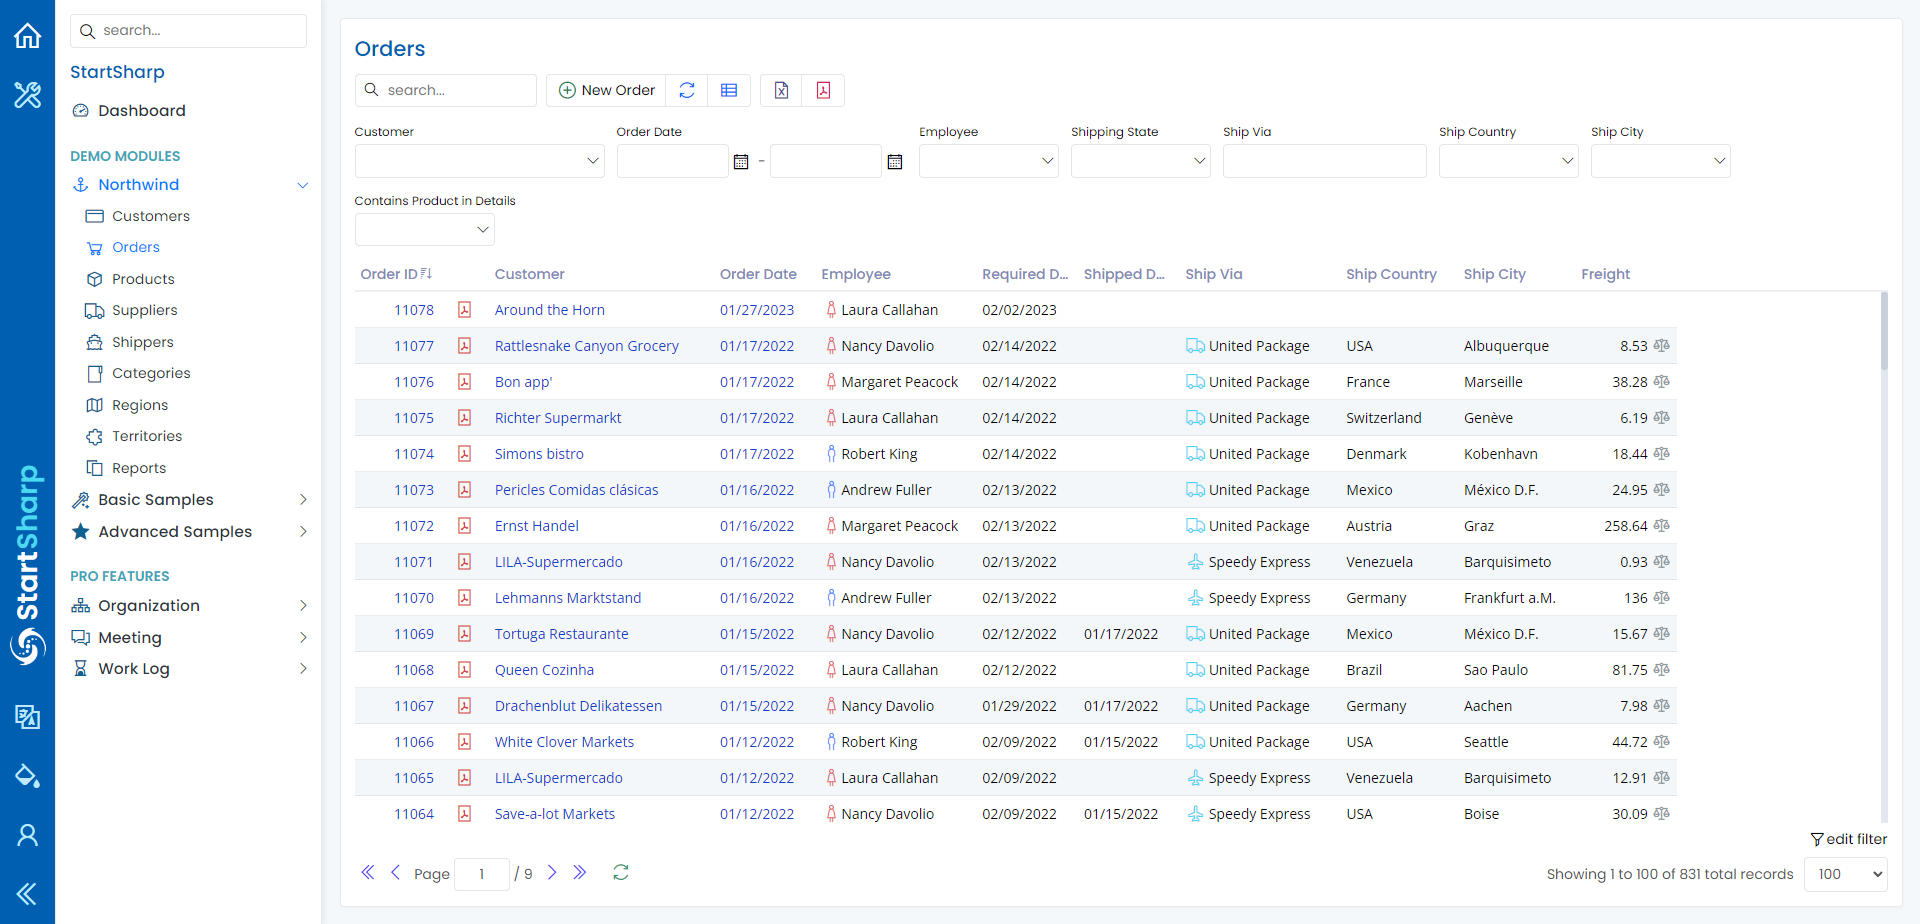 search...
StartSharp
Dashboard
DEMO MODULES
Northwind
Customers
Orders
Products
Suppliers
Shippers
Categories
Regions
Territories
Reports
Basic Samples
Advanced Samples
PRO FEATURES
Organization
Meeting
Work Log
StartSharp
Orders
search... New Order
Customer Order Date Employee Shipping State Ship Via Ship Country Ship City
-
Contains Product in Details
Order ID Customer Order Date Employee Required D... Shipped D... Ship Via Ship Country Ship City Freight
11078 Around the Horn 01/27/2023 Laura Callahan 02/02/2023
11077 Rattlesnake Canyon Grocery 01/17/2022 Nancy Davolio 02/14/2022 United Package USA Albuquerque 8.53
11076 Bon app' 01/17/2022 Margaret Peacock 02/14/2022 United Package France Marseille 38.28
11075 Richter Supermarkt 01/17/2022 Laura Callahan 02/14/2022 United Package Switzerland Genève 6.19
11074 Simons bistro 01/17/2022 Robert King 02/14/2022 United Package Denmark Kobenhavn 18.44
11073 Pericles Comidas clásicas 01/16/2022 Andrew Fuller 02/13/2022 United Package Mexico México D.F. 24.95
11072 Ernst Handel 01/16/2022 Margaret Peacock 02/13/2022 United Package Austria Graz 258.64
11071 LILA-Supermercado 01/16/2022 Nancy Davolio 02/13/2022 Speedy Express Venezuela Barquisimeto 0.93
11070 Lehmanns Marktstand 01/16/2022 Andrew Fuller 02/13/2022 Speedy Express Germany Frankfurt a.M. 136
11069 Tortuga Restaurante 01/15/2022 Nancy Davolio 02/12/2022 01/17/2022 United Package Mexico México D.F. 15.67
11068 Queen Cozinha 01/15/2022 Laura Callahan 02/12/2022 United Package Brazil Sao Paulo 81.75
11067 Drachenblut Delikatessen 01/15/2022 Nancy Davolio 01/29/2022 01/17/2022 United Package Germany Aachen 7.98
11066 White Clover Markets 01/12/2022 Robert King 02/09/2022 01/15/2022 United Package USA Seattle 44.72
11065 LILA-Supermercado 01/12/2022 Laura Callahan 02/09/2022 Speedy Express Venezuela Barquisimeto 12.91
11064 Save-a-lot Markets 01/12/2022 Nancy Davolio 02/09/2022 01/15/2022 Speedy Express USA Boise 30.09
edit filter
Page 1 / 9 Showing 1 to 100 of 831 total records 100